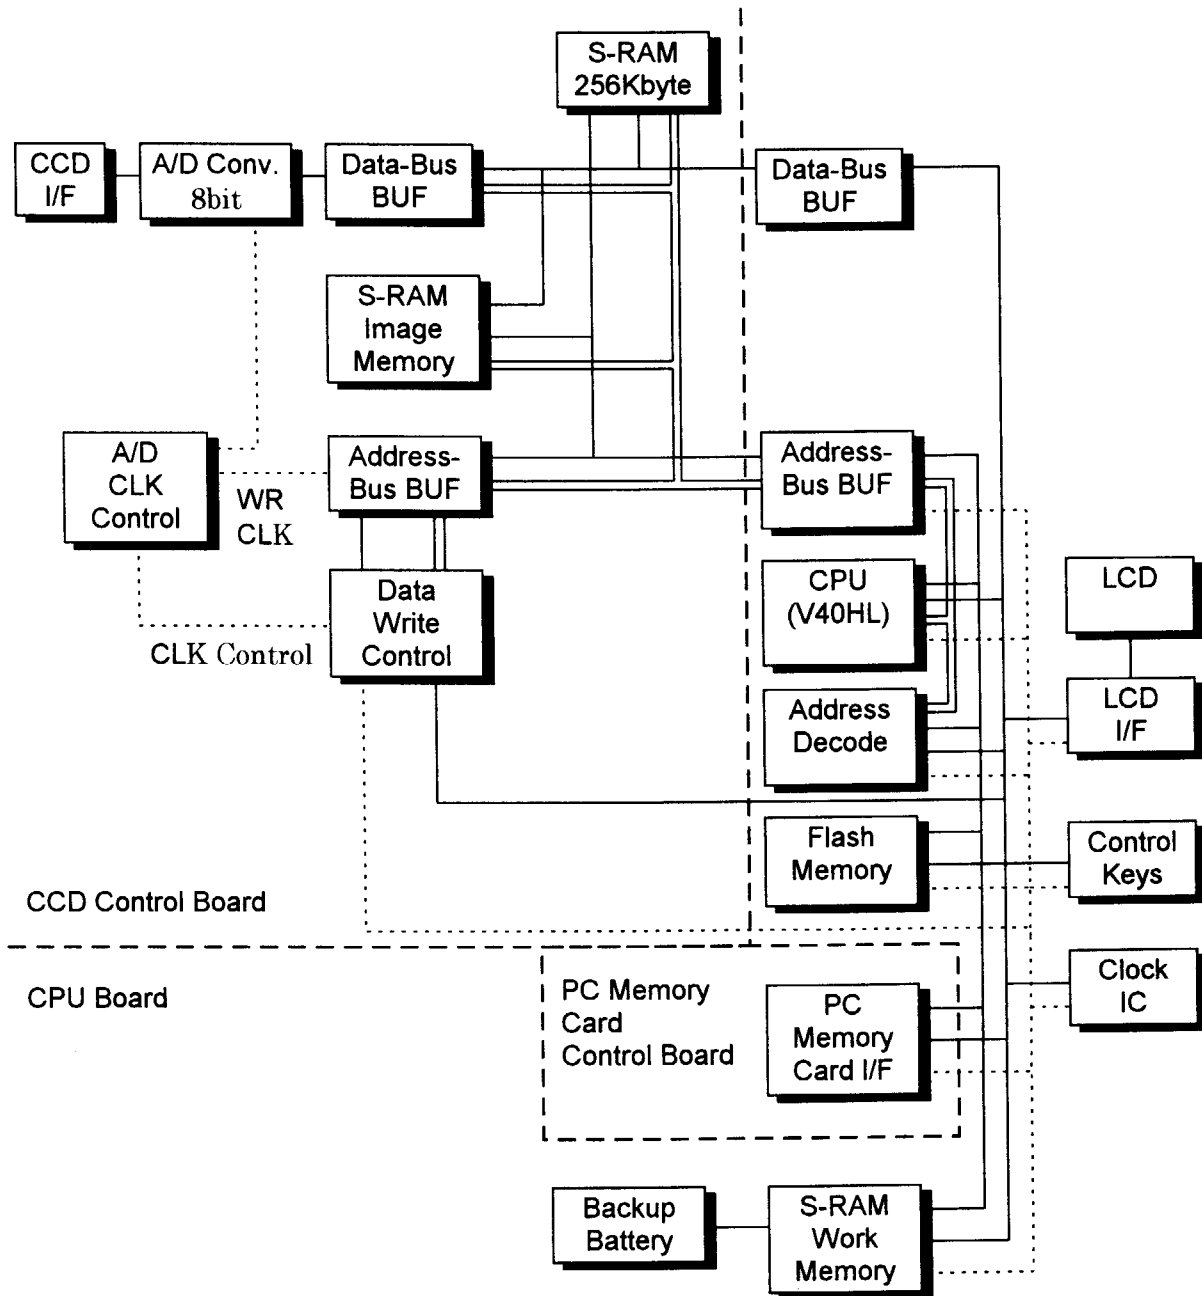 S-RAM
256Kbyte
CCD
I/F
A/D Conv.
8bit
Data-Bus
BUF
Data-Bus
BUF
S-RAM
Image
Memory
A/D
CLK
Control
WR
CLK
Address-
Bus BUF
Address-
Bus BUF
CPU
(V40HL)
LCD
Data
Write
Control
CLK Control
Address
Decode
LCD
I/F
Flash
Memory
Control
Keys
CCD Control Board
CPU Board
PC Memory
Card
Control Board
PC
Memory
Card I/F
Clock
IC
Backup
Battery
S-RAM
Work
Memory